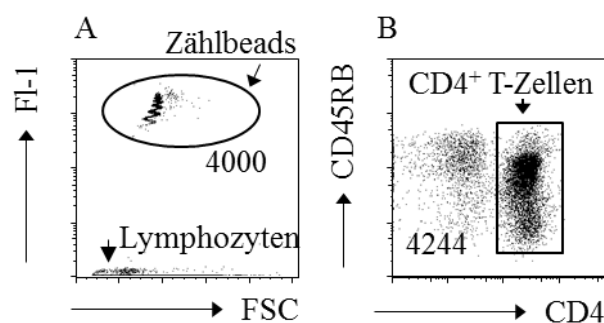 A
Zählbeads
Fl-1
4000
Lymphozyten
FSC
B
CD4+ T-Zellen
CD45RB
4244
CD4